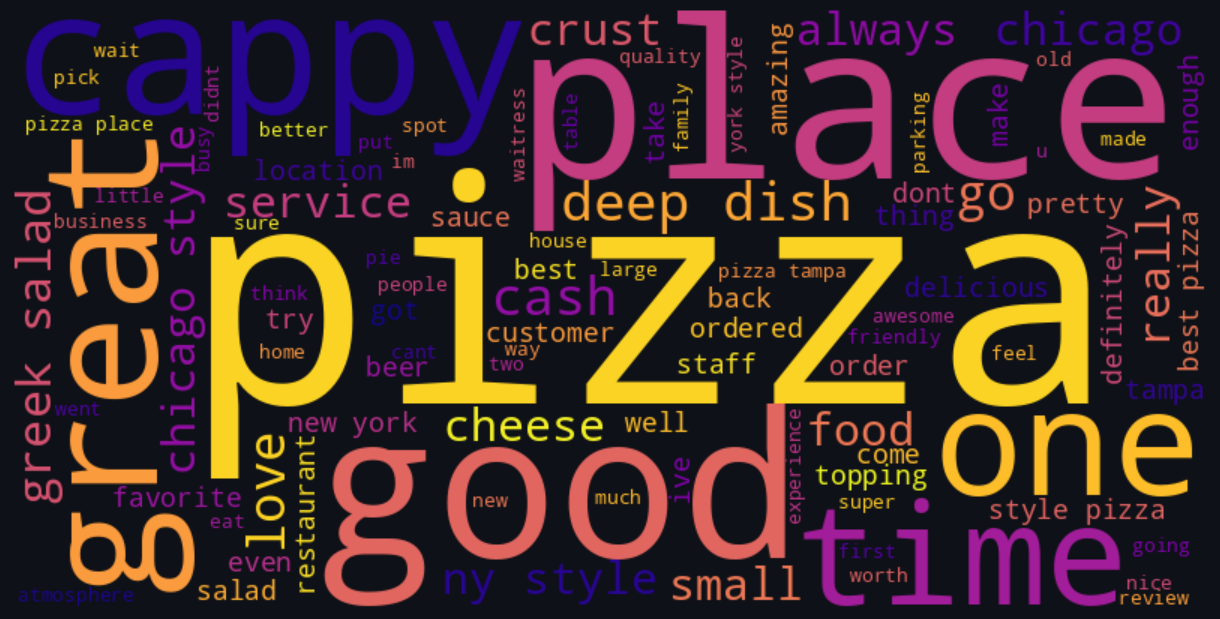 cappy
place
crust
always
chicago
wait
pick
quality
york style
amazing
old
enough
didnt
pizza place
better
put
spot
waitress
table
take
family
parking
make
u
made
busy
location
im
great
chicago style
little
business
service
sauce
deep dish
dont
go
pretty
thing
really
sure
greek salad
pizza
house
best
large
pizza tampa
pie
people
think
try
got
cash
back
delicious
definitely
best pizza
customer
ordered
awesome
friendly
home
cant
beer
way
two
staff
order
feel
tampa
went
new york
cheese
well
experience
food
come
one
love
restaurant
good
topping
favorite
new
much
ive
super
style pizza
eat
time
even
first
going
salad
ny style
small
worth
nice
atmosphere
review